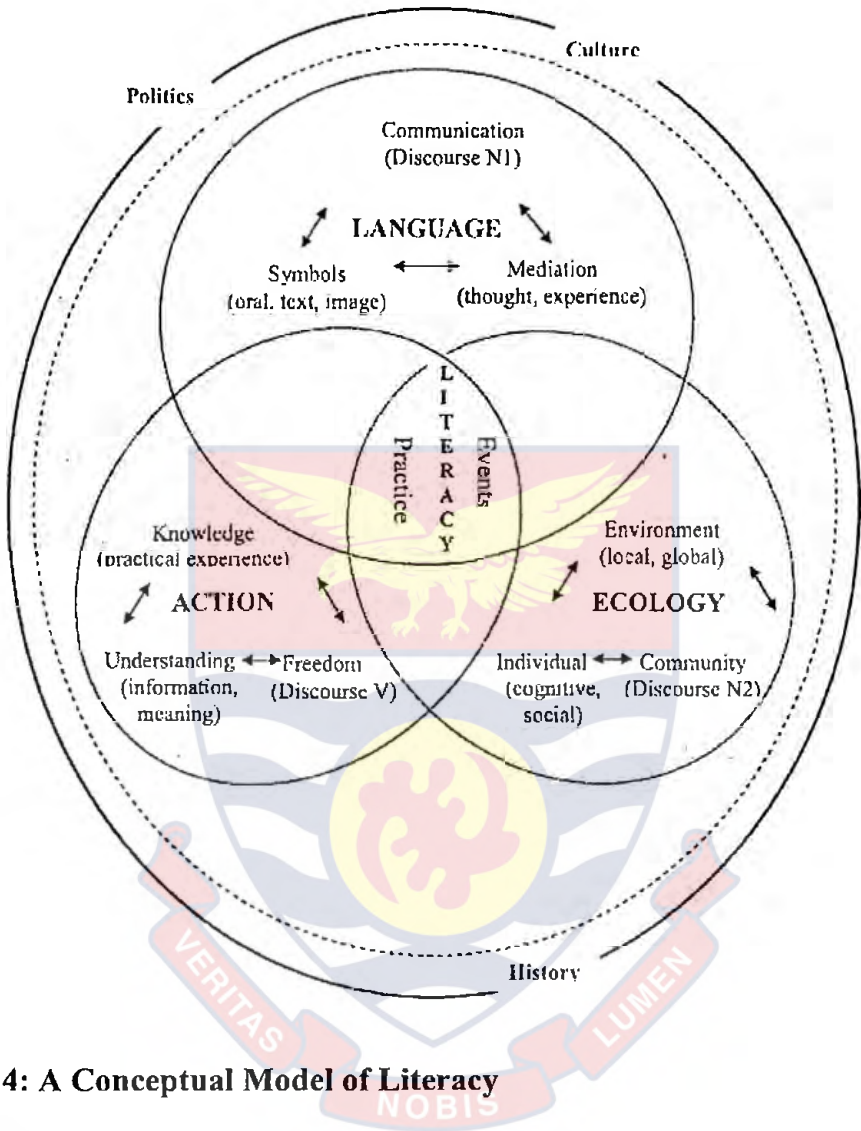 Culture
Politics
Communication
(Discourse N1)
LANGUAGE
Symbols
(oral, text, image)
Mediation
(thought, experience)
LITERACY
Practice
Events
Knowledge
(practical experience)
ACTION
Understanding
(information,
meaning)
Freedom
(Discourse V)
Environment
(local, global)
ECOLOGY
Individual
(cognitive,
social)
Community
(Discourse N2)
History
VERITAS
NOBIS
LUMEN
4: A Conceptual Model of Literacy